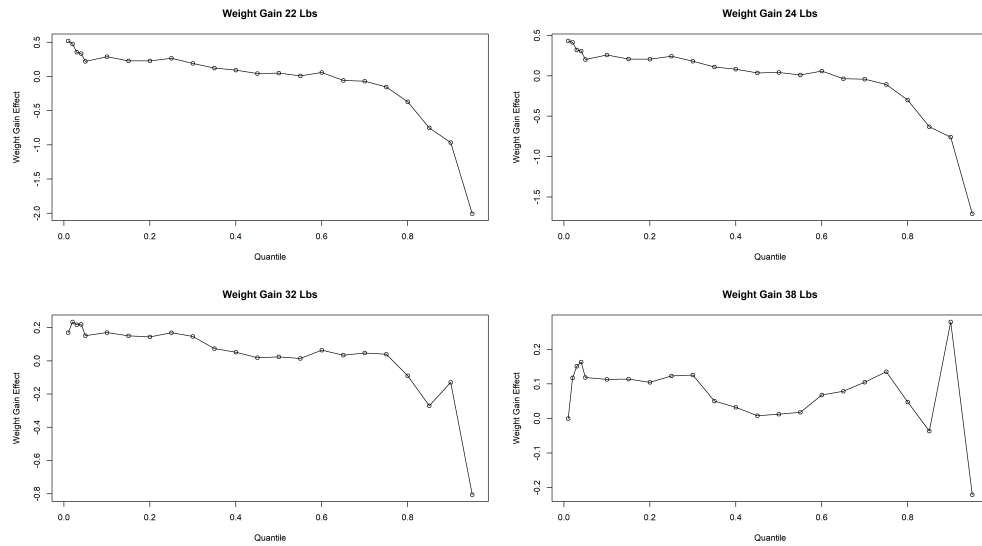 Weight Gain 22 Lbs
Weight Gain Effect
0.5
0.0
-0.5
-1.0
-1.5
-2.0
0.0 0.2 0.4 0.6 0.8
Quantile
Weight Gain 24 Lbs
Weight Gain Effect
0.5
0.0
-0.5
-1.0
-1.5
0.0 0.2 0.4 0.6 0.8
Quantile
Weight Gain 32 Lbs
Weight Gain Effect
0.2
0.0
-0.2
-0.4
-0.6
-0.8
0.0 0.2 0.4 0.6 0.8
Quantile
Weight Gain 38 Lbs
Weight Gain Effect
0.2
0.1
0.0
-0.1
-0.2
0.0 0.2 0.4 0.6 0.8
Quantile